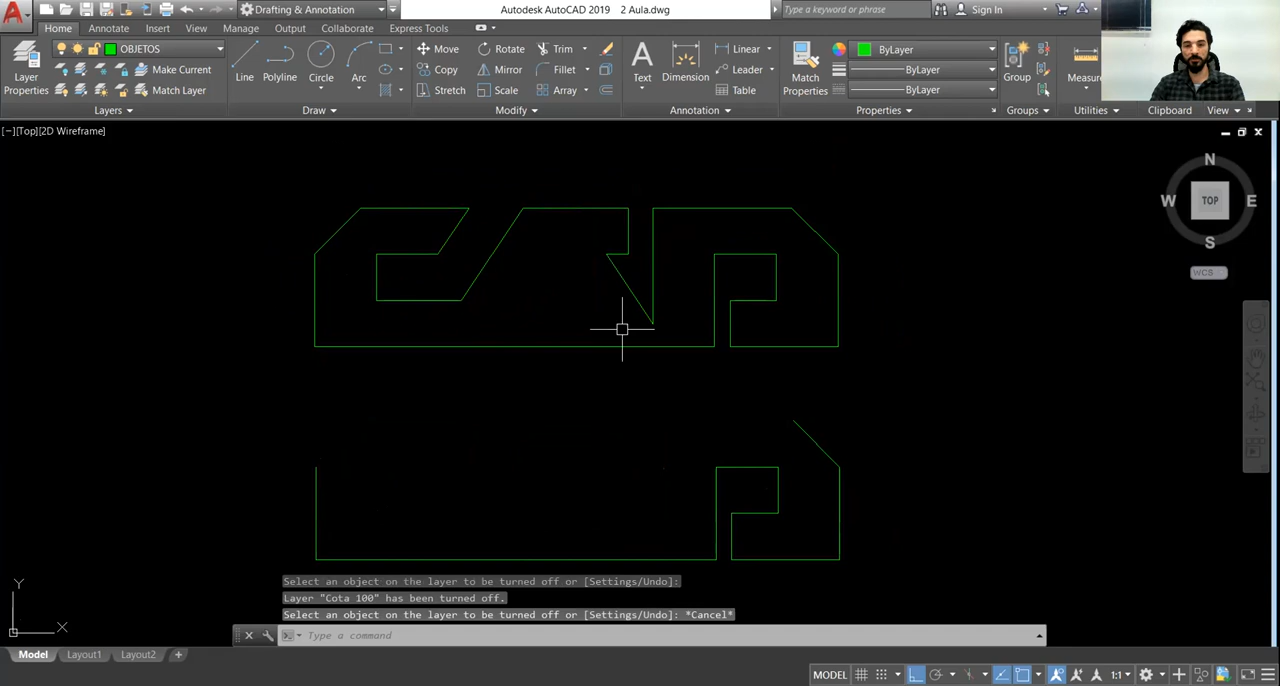 Drafting & Annotation
Autodesk AutoCAD 2019 2 Aula.dwg
Type a keyword or phrase
Sign In
Home Annotate Insert View Manage Output Collaborate Express Tools
Layer Properties
OBJETOS
Make Current
Match Layer
Layers
Line Polyline Circle Arc
Draw
Move Rotate Trim
Copy Mirror Fillet
Stretch Scale Array
Modify
Text Dimension
Linear
Leader
Table
Annotation
Match Properties
ByLayer
ByLayer
ByLayer
Properties
Group
Groups
Measure
Utilities
Clipboard
View
[−][Top][2D Wireframe]
N
W TOP E
S
WCS
Select an object on the layer to be turned off or [Settings/Undo]:
Layer "Cota 100" has been turned off.
Select an object on the layer to be turned off or [Settings/Undo]: *Cancel*
Type a command
Y
X
Model Layout1 Layout2 +
MODEL 1:1